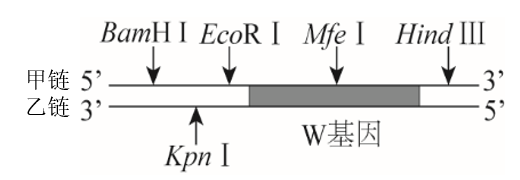 BamH I EcoR I Mfe I Hind III
甲链 5’ 3’
乙链 3’ 5’
W基因
Kpn I